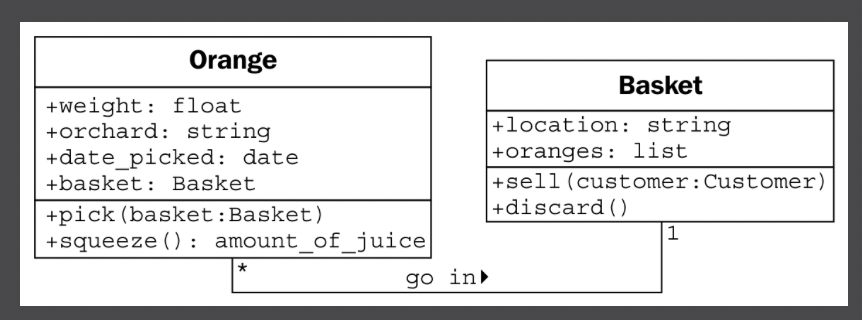 Orange
+weight: float
+orchard: string
+date_picked: date
+basket: Basket
+pick(basket:Basket)
+squeeze(): amount_of_juice
*
Basket
+location: string
+oranges: list
+sell(customer:Customer)
+discard()
1
go in